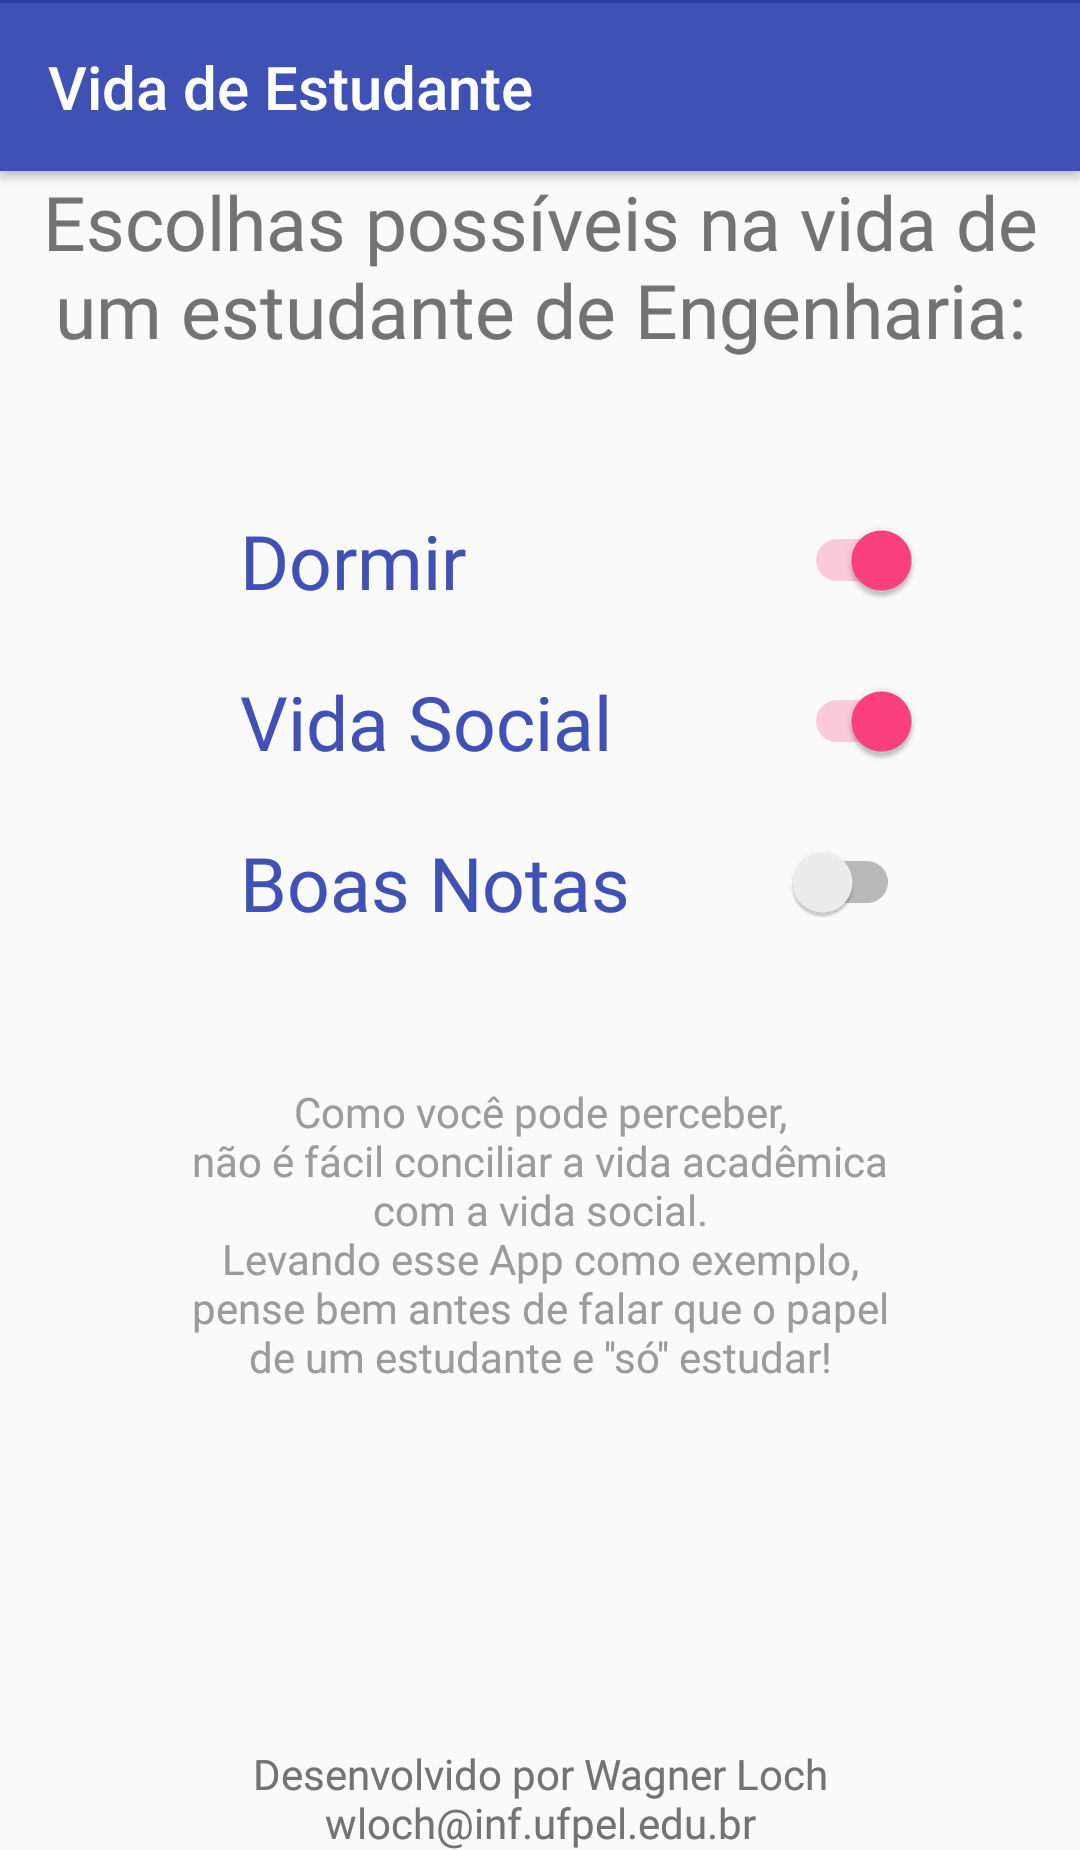 Vida de Estudante
Escolhas possíveis na vida de
um estudante de Engenharia:
Dormir
Vida Social
Boas Notas
Como você pode perceber,
não é fácil conciliar a vida acadêmica
com a vida social.
Levando esse App como exemplo,
pense bem antes de falar que o papel
de um estudante e "só" estudar!
Desenvolvido por Wagner Loch
wloch@inf.ufpel.edu.br